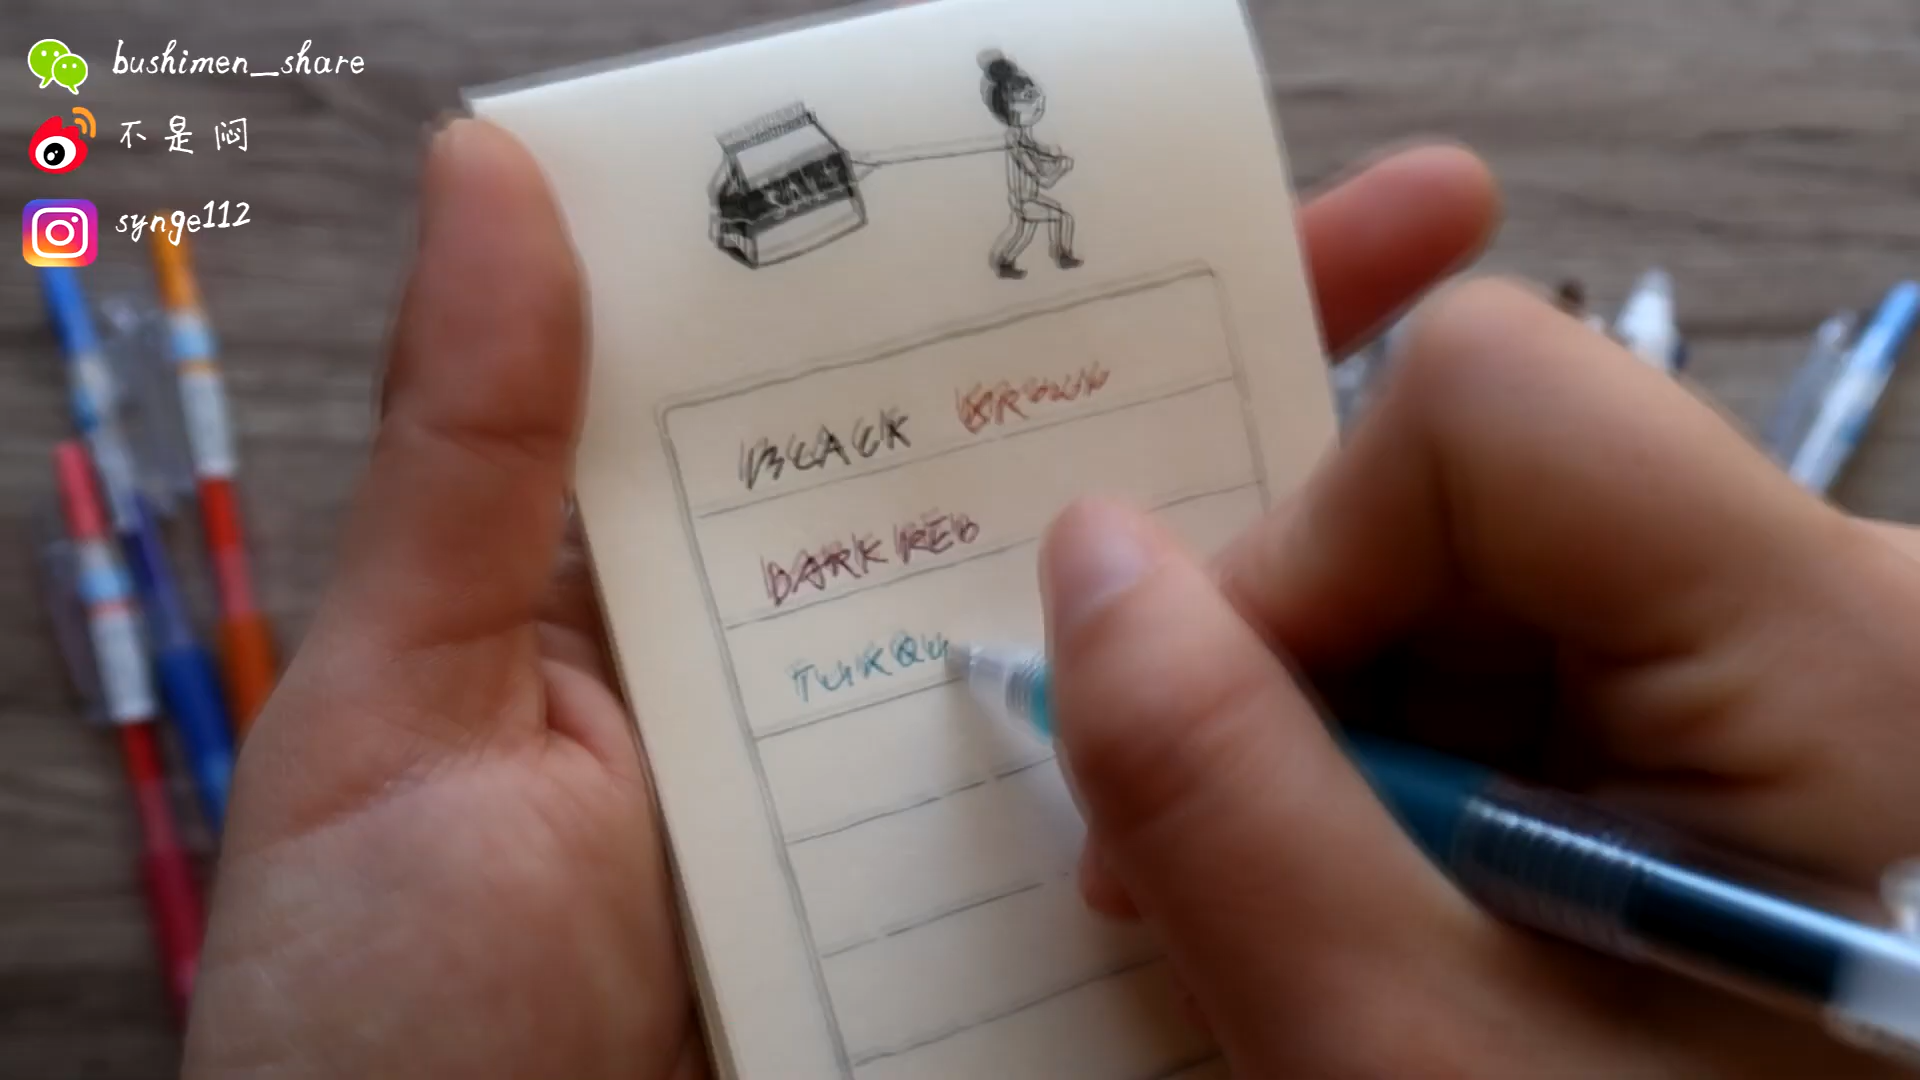 bushimen_share
不是闷
synge112
BLACK BROWN
DARK RED
TURQU